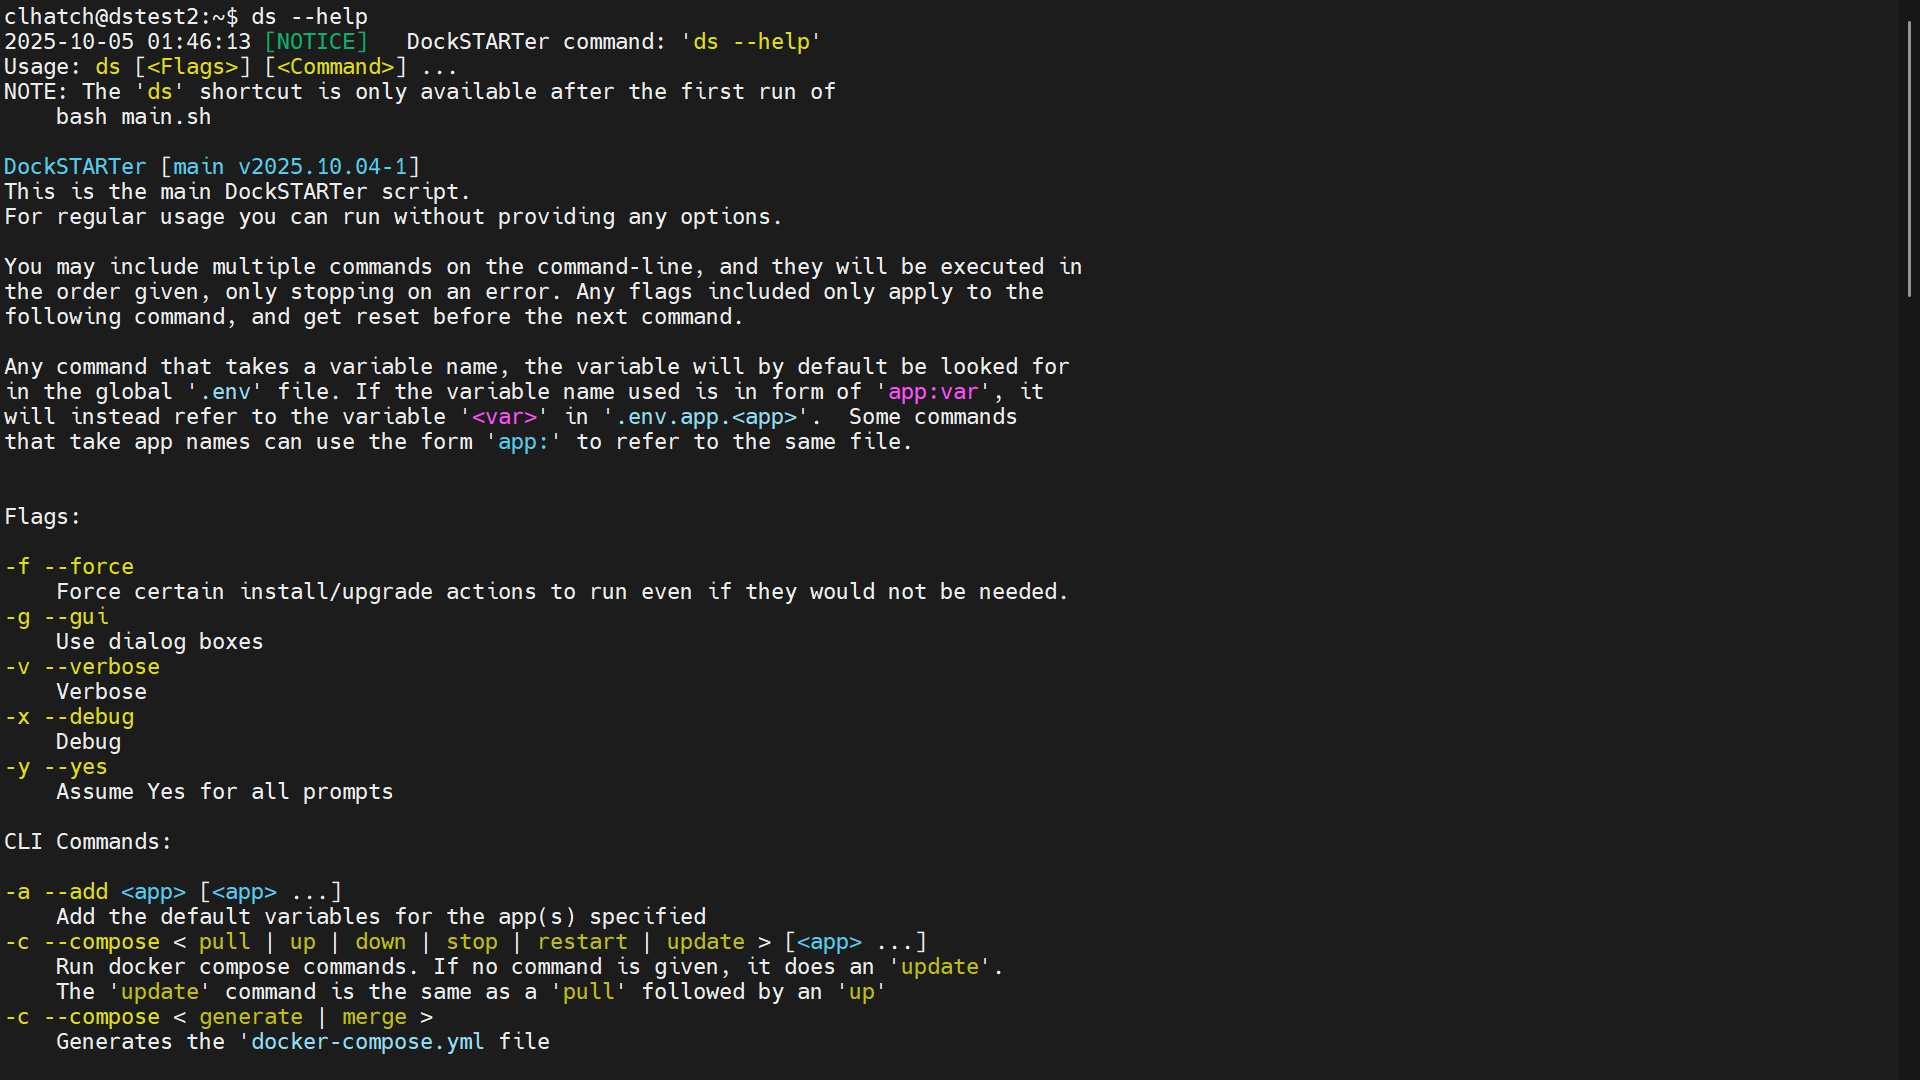 clhatch@dstest2:~$ ds --help
2025-10-05 01:46:13 [NOTICE]   DockSTARTer command: 'ds --help'
Usage: ds [<Flags>] [<Command>] ...
NOTE: The 'ds' shortcut is only available after the first run of
    bash main.sh

DockSTARTer [main v2025.10.04-1]
This is the main DockSTARTer script.
For regular usage you can run without providing any options.

You may include multiple commands on the command-line, and they will be executed in
the order given, only stopping on an error. Any flags included only apply to the
following command, and get reset before the next command.

Any command that takes a variable name, the variable will by default be looked for
in the global '.env' file. If the variable name used is in form of 'app:var', it
will instead refer to the variable '<var>' in '.env.app.<app>'.  Some commands
that take app names can use the form 'app:' to refer to the same file.


Flags:

-f --force
    Force certain install/upgrade actions to run even if they would not be needed.
-g --gui
    Use dialog boxes
-v --verbose
    Verbose
-x --debug
    Debug
-y --yes
    Assume Yes for all prompts

CLI Commands:

-a --add <app> [<app> ...]
    Add the default variables for the app(s) specified
-c --compose < pull | up | down | stop | restart | update > [<app> ...]
    Run docker compose commands. If no command is given, it does an 'update'.
    The 'update' command is the same as a 'pull' followed by an 'up'
-c --compose < generate | merge >
    Generates the 'docker-compose.yml file